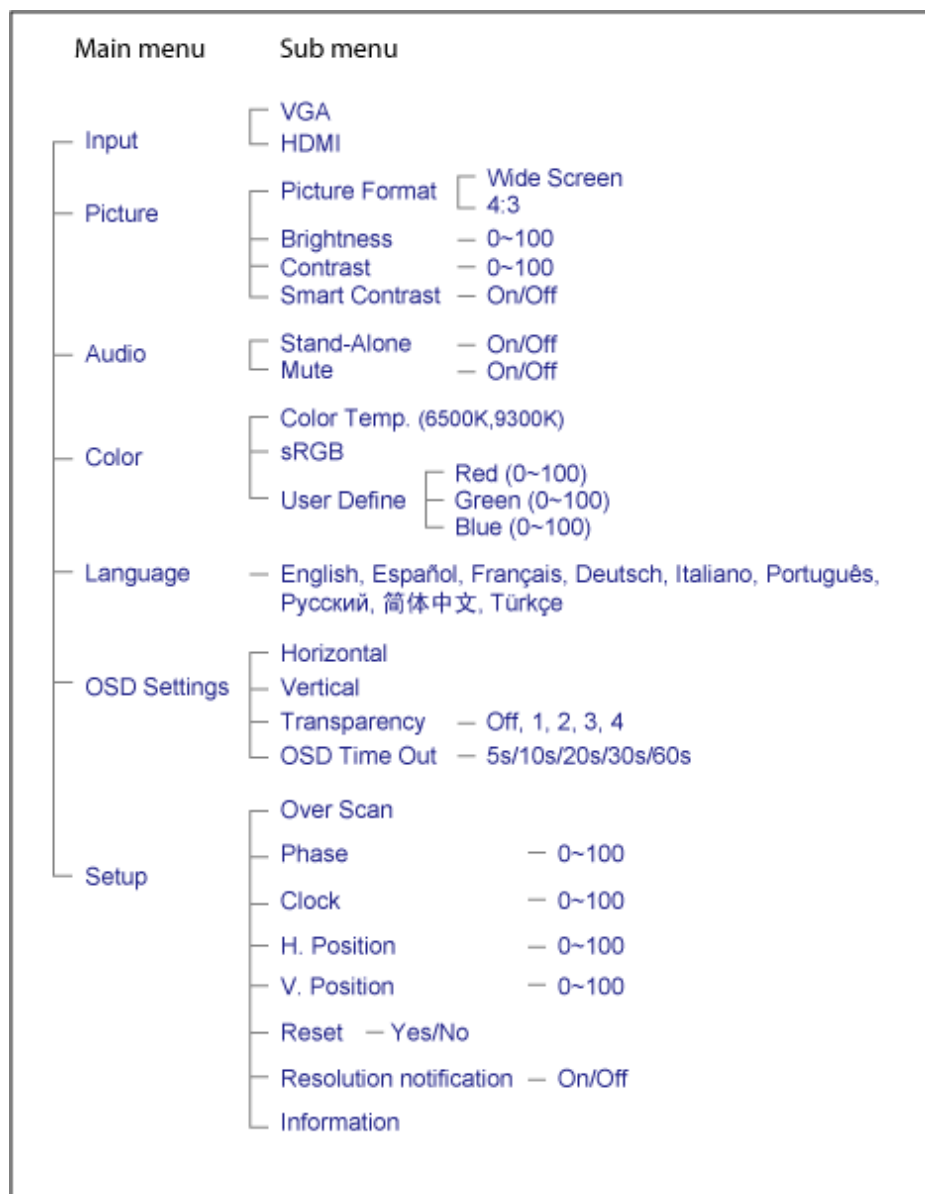 Main menu Sub menu
VGA
Input
HDMI
Wide Screen
Picture Format
4:3
Picture
Brightness 0~100
Contrast 0~100
Smart Contrast On/Off
Stand-Alone On/Off
Audio
Mute On/Off
Color Temp. (6500K,9300K)
sRGB
Color
Red (0~100)
User Define Green (0~100)
Blue (0~100)
Language English, Español, Français, Deutsch, Italiano, Português,
Русский, 简体中文, Türkçe
Horizontal
OSD Settings Vertical
Transparency Off, 1, 2, 3, 4
OSD Time Out 5s/10s/20s/30s/60s
Over Scan
Phase 0~100
Setup
Clock 0~100
H. Position 0~100
V. Position 0~100
Reset Yes/No
Resolution notification On/Off
Information